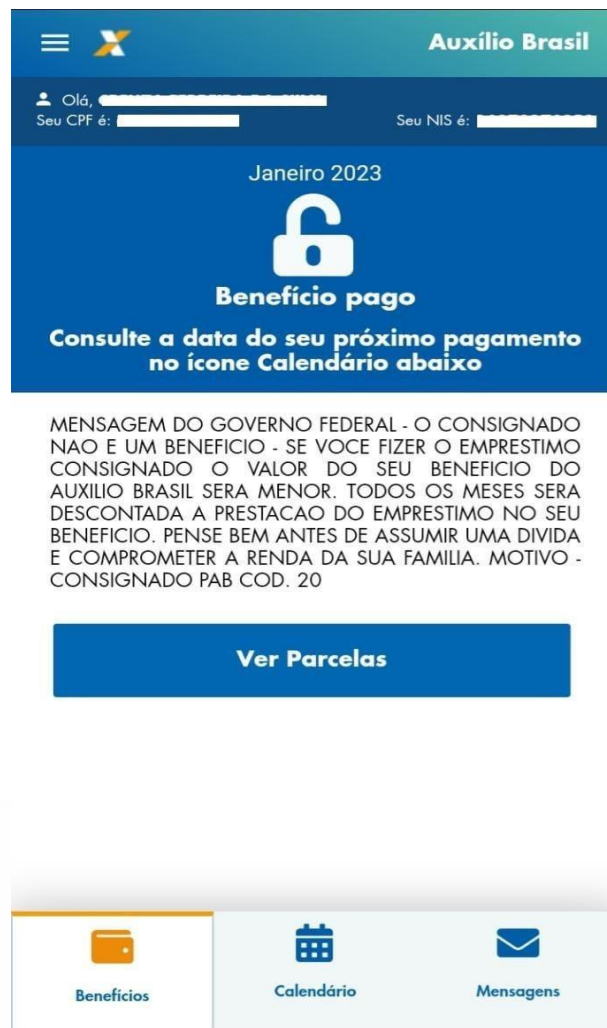 Auxílio Brasil
Olá,
Seu CPF é:
Seu NIS é:
Janeiro 2023
Benefício pago
Consulte a data do seu próximo pagamento
no ícone Calendário abaixo
MENSAGEM DO GOVERNO FEDERAL - O CONSIGNADO
NAO E UM BENEFICIO - SE VOCE FIZER O EMPRESTIMO
CONSIGNADO O VALOR DO SEU BENEFICIO DO
AUXILIO BRASIL SERA MENOR. TODOS OS MESES SERA
DESCONTADA A PRESTACAO DO EMPRESTIMO NO SEU
BENEFICIO. PENSE BEM ANTES DE ASSUMIR UMA DIVIDA
E COMPROMETER A RENDA DA SUA FAMILIA. MOTIVO -
CONSIGNADO PAB COD. 20
Ver Parcelas
Benefícios
Calendário
Mensagens